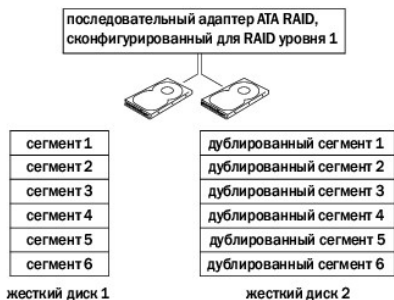 последовательный адаптер ATA RAID,
сконфигурированный для RAID уровня 1
сегмент 1
сегмент 2
сегмент 3
сегмент 4
сегмент 5
сегмент 6
жесткий диск 1
дублированный сегмент 1
дублированный сегмент 2
дублированный сегмент 3
дублированный сегмент 4
дублированный сегмент 5
дублированный сегмент 6
жесткий диск 2